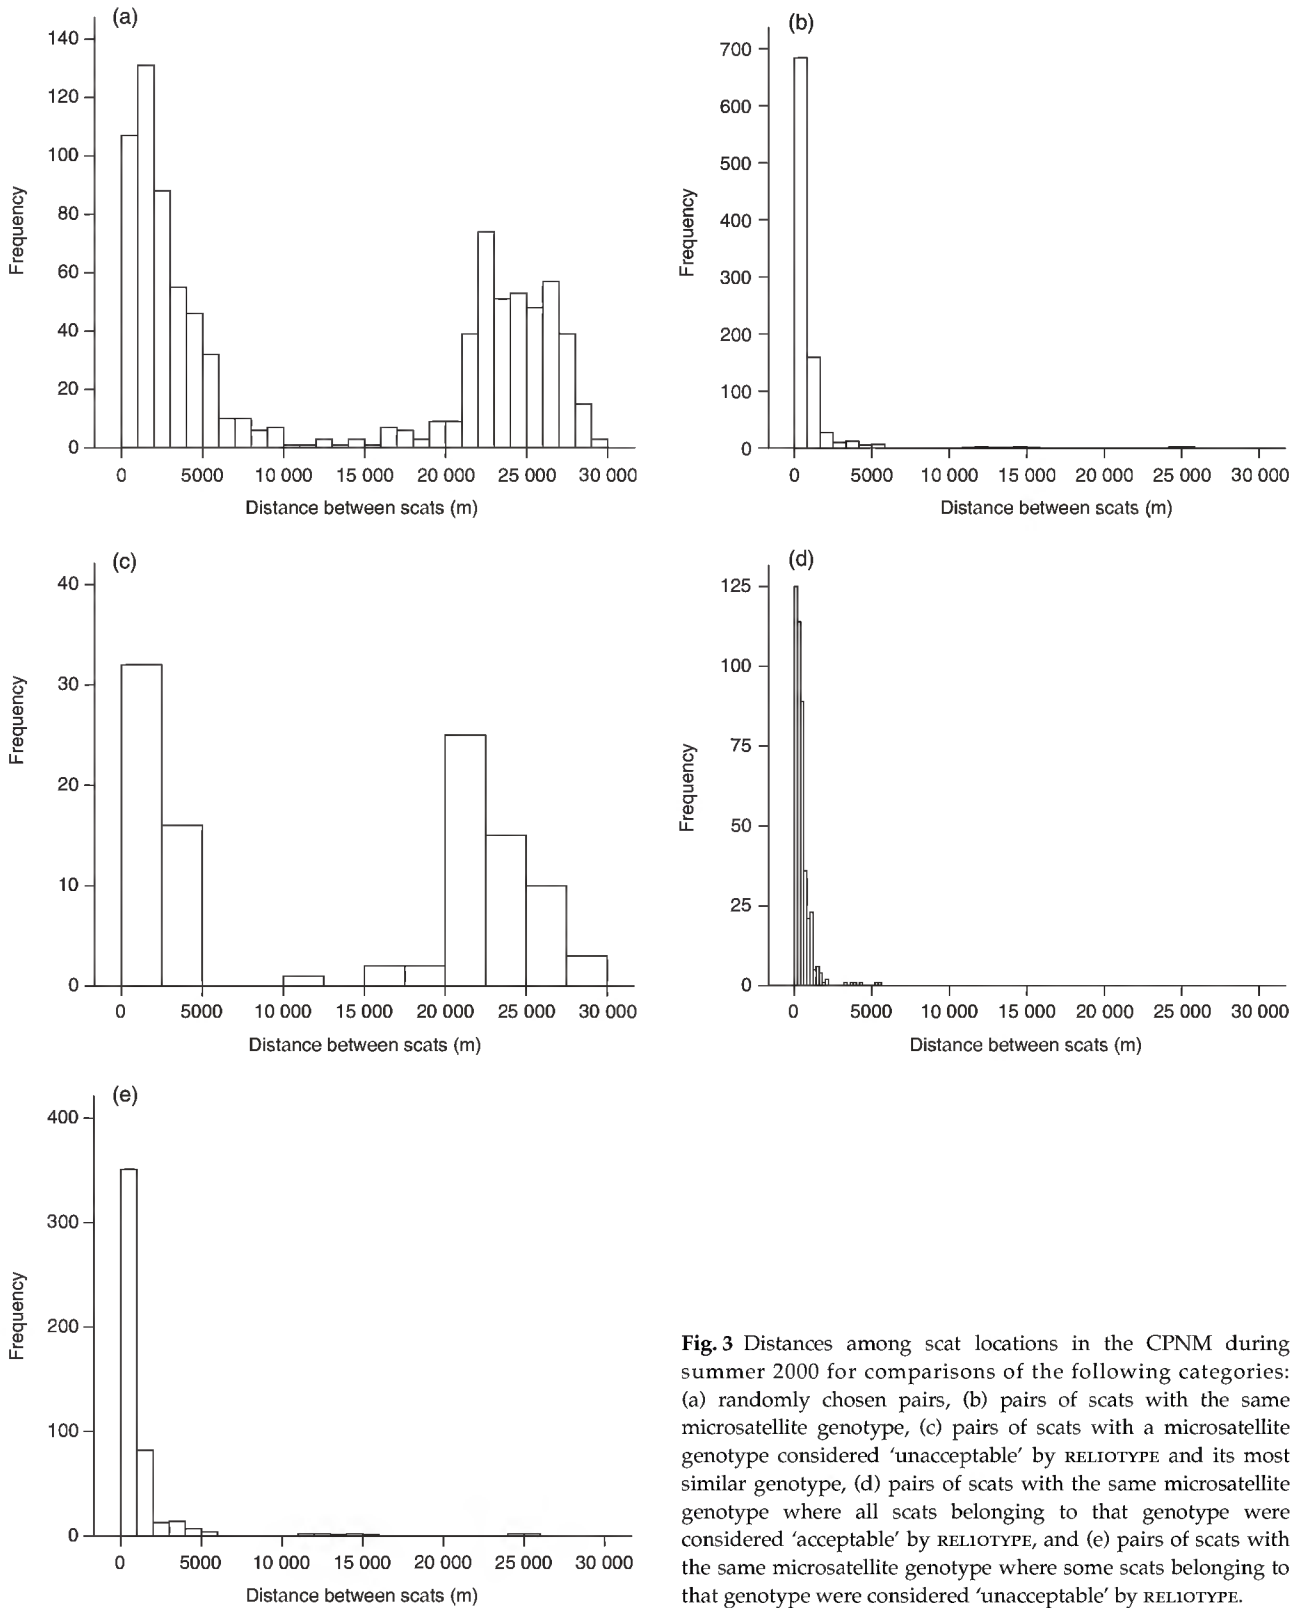 (a)
140
120
100
80
60
40
20
0
Frequency
0 5000 10 000 15 000 20 000 25 000 30 000
Distance between scats (m)
(b)
700
600
500
400
300
200
100
0
Frequency
0 5000 10 000 15 000 20 000 25 000 30 000
Distance between scats (m)
(c)
40
30
20
10
0
Frequency
0 5000 10 000 15 000 20 000 25 000 30 000
Distance between scats (m)
(d)
125
100
75
50
25
0
Frequency
0 5000 10 000 15 000 20 000 25 000 30 000
Distance between scats (m)
(e)
400
300
200
100
0
Frequency
0 5000 10 000 15 000 20 000 25 000 30 000
Distance between scats (m)
Fig. 3 Distances among scat locations in the CPNM during
summer 2000 for comparisons of the following categories:
(a) randomly chosen pairs, (b) pairs of scats with the same
microsatellite genotype, (c) pairs of scats with a microsatellite
genotype considered ‘unacceptable’ by RELIOTYPE and its most
similar genotype, (d) pairs of scats with the same microsatellite
genotype where all scats belonging to that genotype were
considered ‘acceptable’ by RELIOTYPE, and (e) pairs of scats with
the same microsatellite genotype where some scats belonging to
that genotype were considered ‘unacceptable’ by RELIOTYPE.